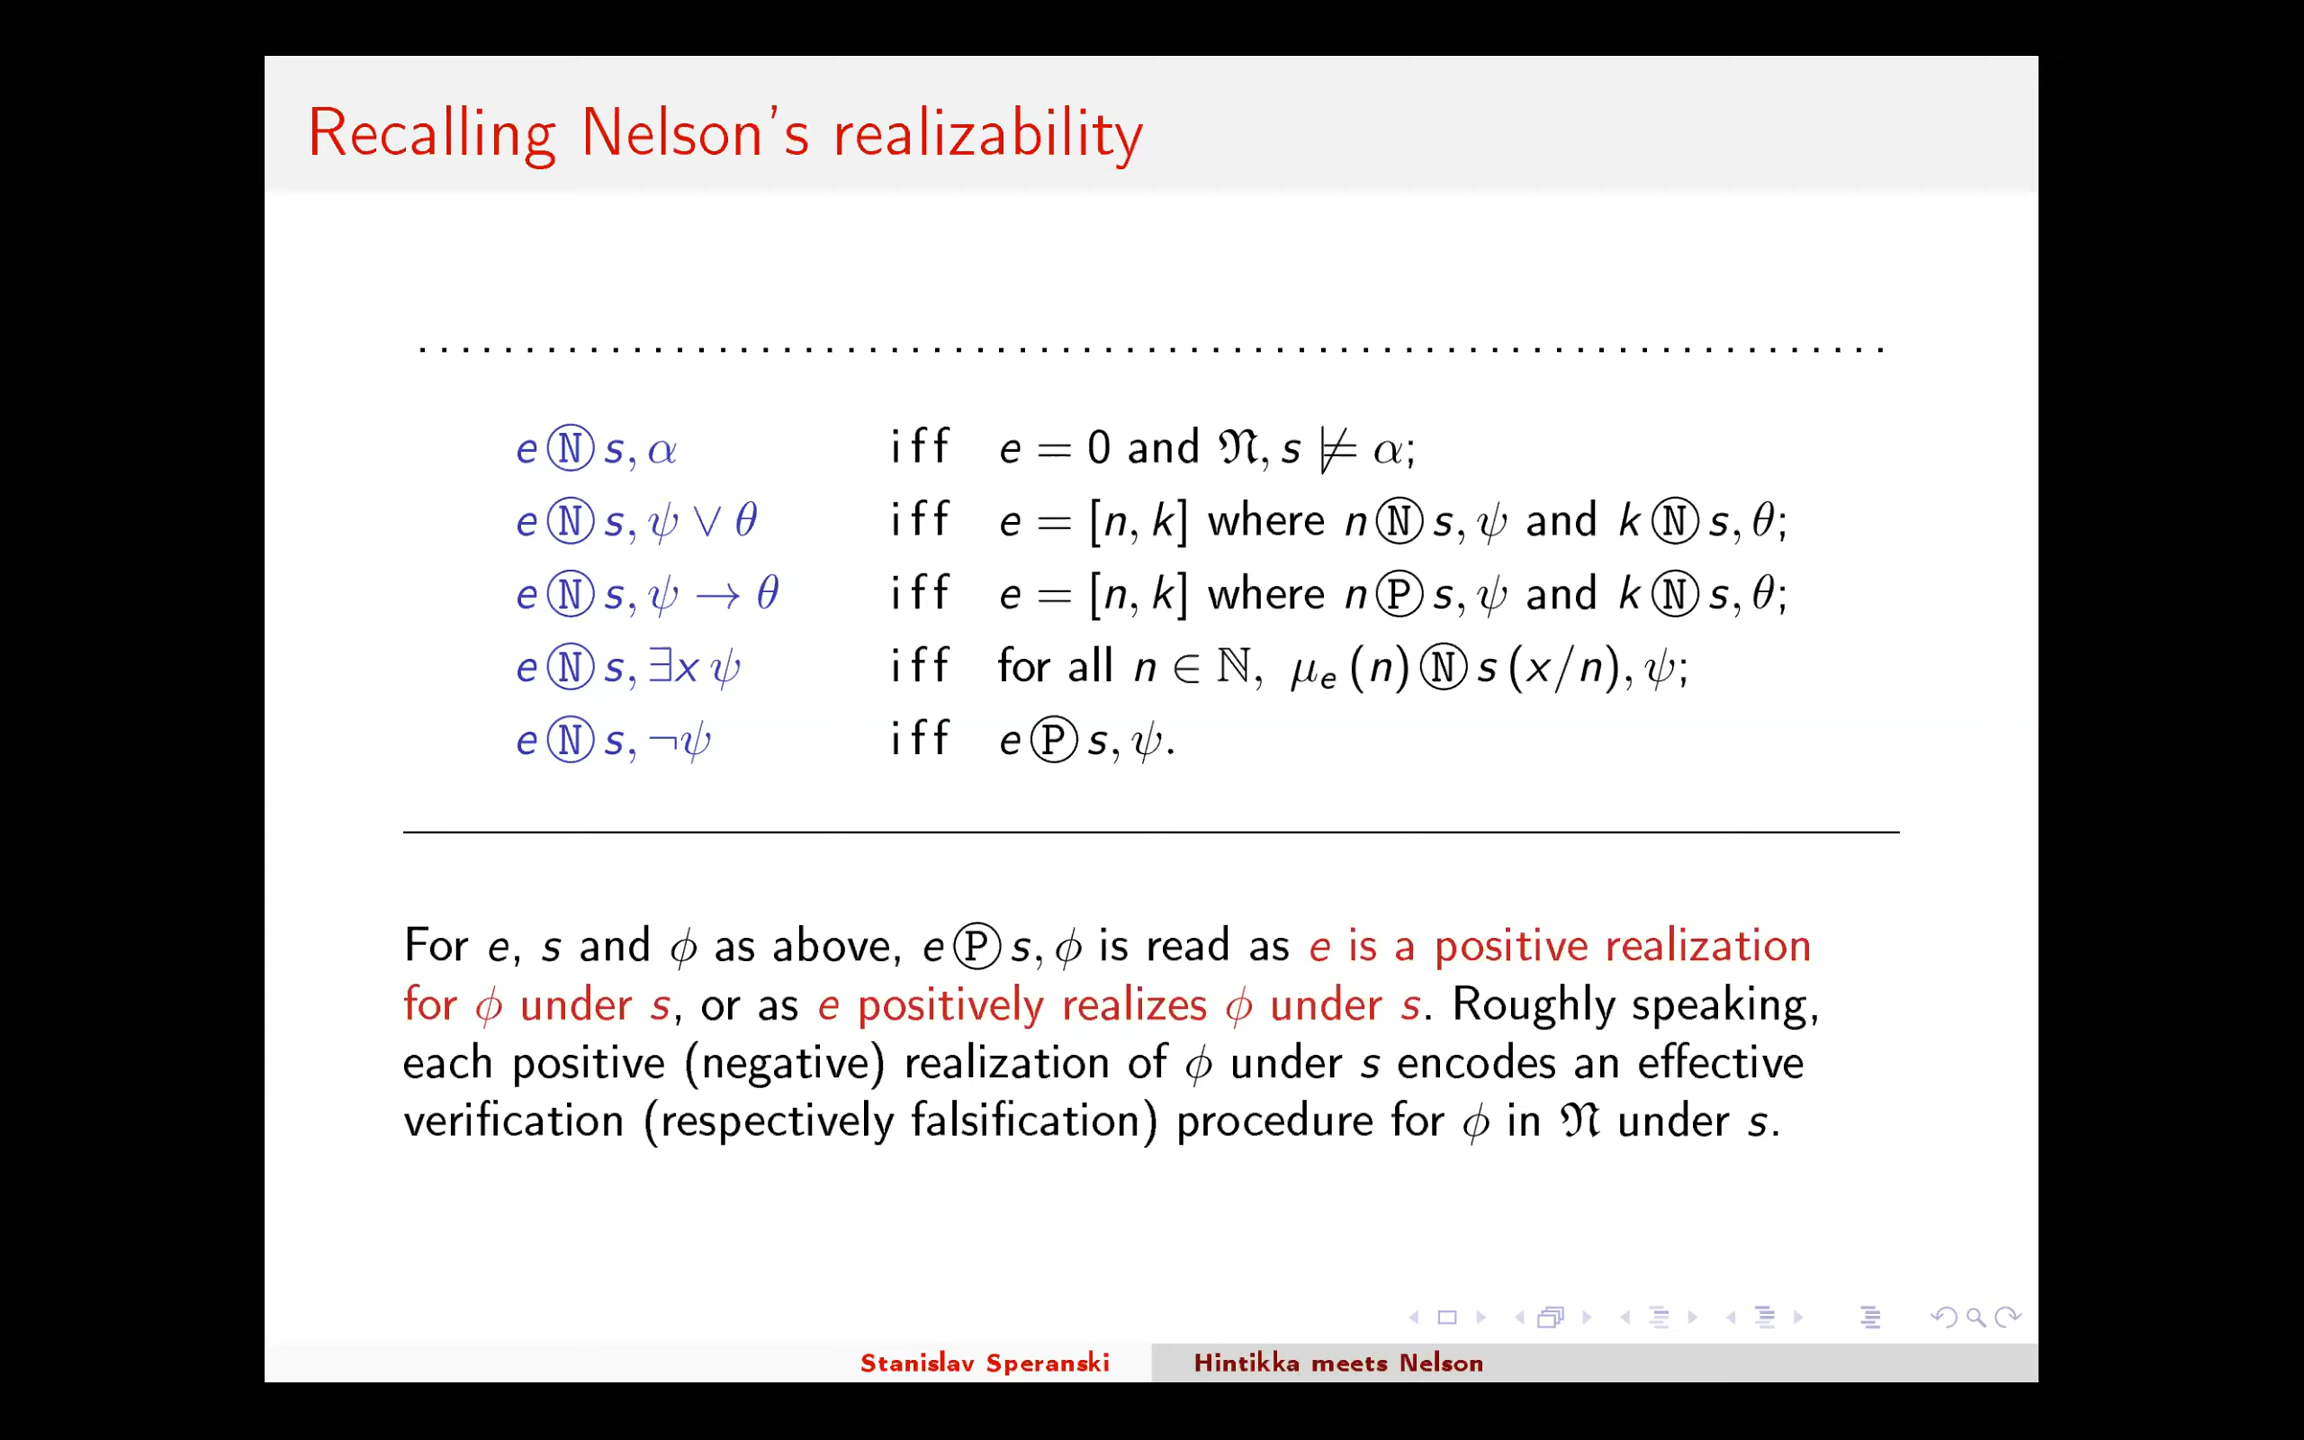 Recalling Nelson's realizability
. . . . . . . . . . . . . . . . . . . . . . . . . . . . . . . . . . . . . . . . . . . . . . . . . . . . . . . . . . . . . . . . . . . . .
e Ⓝ s, α iff e = 0 and 𝔑, s ⊭ α;
e Ⓝ s, ψ ∨ θ iff e = [n, k] where n Ⓝ s, ψ and k Ⓝ s, θ;
e Ⓝ s, ψ → θ iff e = [n, k] where n Ⓟ s, ψ and k Ⓝ s, θ;
e Ⓝ s, ∃x ψ iff for all n ∈ ℕ, μₑ (n) Ⓝ s (x/n), ψ;
e Ⓝ s, ¬ψ iff e Ⓟ s, ψ.
For e, s and ϕ as above, e Ⓟ s, ϕ is read as e is a positive realization
for ϕ under s, or as e positively realizes ϕ under s. Roughly speaking,
each positive (negative) realization of ϕ under s encodes an effective
verification (respectively falsification) procedure for ϕ in 𝔑 under s.
Stanislav Speranski Hintikka meets Nelson